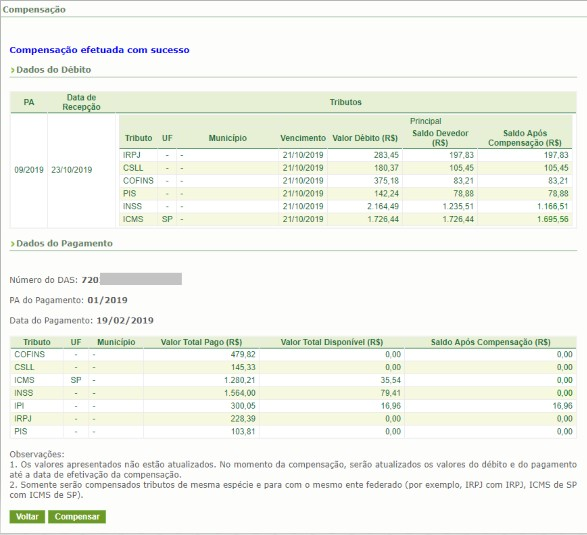 Compensação
Compensação efetuada com sucesso
Dados do Débito
PA Data de Recepção Tributos
Principal
Tributo UF Município Vencimento Valor Débito (R$) Saldo Devedor (R$) Saldo Após Compensação (R$)
09/2019 23/10/2019
IRPJ - - 21/10/2019 283,45 197,83 197,83
CSLL - - 21/10/2019 180,37 105,45 105,45
COFINS - - 21/10/2019 375,18 83,21 83,21
PIS - - 21/10/2019 142,24 78,88 78,88
INSS - - 21/10/2019 2.164,49 1.235,51 1.166,51
ICMS SP - 21/10/2019 1.726,44 1.726,44 1.695,56
Dados do Pagamento
Número do DAS: 720
PA do Pagamento: 01/2019
Data do Pagamento: 19/02/2019
Tributo UF Município Valor Total Pago (R$) Valor Total Disponível (R$) Saldo Após Compensação (R$)
COFINS - - 479,82 0,00 0,00
CSLL - - 145,33 0,00 0,00
ICMS SP - 1.280,21 35,54 0,00
INSS - - 1.564,00 79,41 0,00
IPI - - 300,05 16,96 16,96
IRPJ - - 228,39 0,00 0,00
PIS - - 103,81 0,00 0,00
Observações:
1. Os valores apresentados não estão atualizados. No momento da compensação, serão atualizados os valores do débito e do pagamento
até a data de efetivação da compensação.
2. Somente serão compensados tributos de mesma espécie e para com o mesmo ente federado (por exemplo, IRPJ com IRPJ, ICMS de SP
com ICMS de SP).
Voltar Compensar